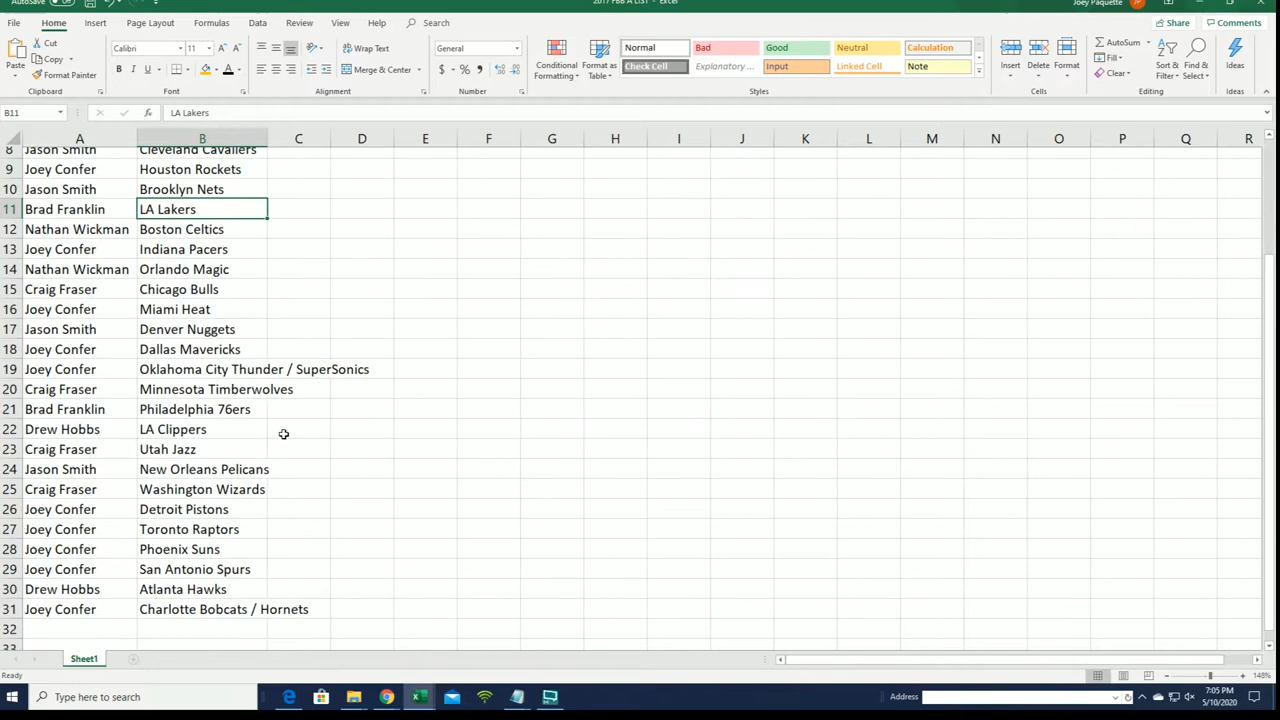 AutoSave
2017 FBB A LIST - Excel
Joey Paquette
File Home Insert Page Layout Formulas Data Review View Help Search Share Comments
Paste Cut Copy Format Painter Clipboard
Calibri 11 A A B I U A Font
Wrap Text Merge & Center Alignment
General $ % Number
Conditional Formatting Format as Table
Normal Bad Good Neutral Calculation
Check Cell Explanatory ... Input Linked Cell Note
Styles
Insert Delete Format Cells
AutoSum Fill Clear Sort & Filter Find & Select Editing
Ideas Ideas
B11 fx LA Lakers
A B C D E F G H I J K L M N O P Q R
8 Jason Smith Cleveland Cavaliers
9 Joey Confer Houston Rockets
10 Jason Smith Brooklyn Nets
11 Brad Franklin LA Lakers
12 Nathan Wickman Boston Celtics
13 Joey Confer Indiana Pacers
14 Nathan Wickman Orlando Magic
15 Craig Fraser Chicago Bulls
16 Joey Confer Miami Heat
17 Jason Smith Denver Nuggets
18 Joey Confer Dallas Mavericks
19 Joey Confer Oklahoma City Thunder / SuperSonics
20 Craig Fraser Minnesota Timberwolves
21 Brad Franklin Philadelphia 76ers
22 Drew Hobbs LA Clippers
23 Craig Fraser Utah Jazz
24 Jason Smith New Orleans Pelicans
25 Craig Fraser Washington Wizards
26 Joey Confer Detroit Pistons
27 Joey Confer Toronto Raptors
28 Joey Confer Phoenix Suns
29 Joey Confer San Antonio Spurs
30 Drew Hobbs Atlanta Hawks
31 Joey Confer Charlotte Bobcats / Hornets
32
33
Sheet1
Ready 148%
Type here to search Address 7:05 PM
5/10/2020